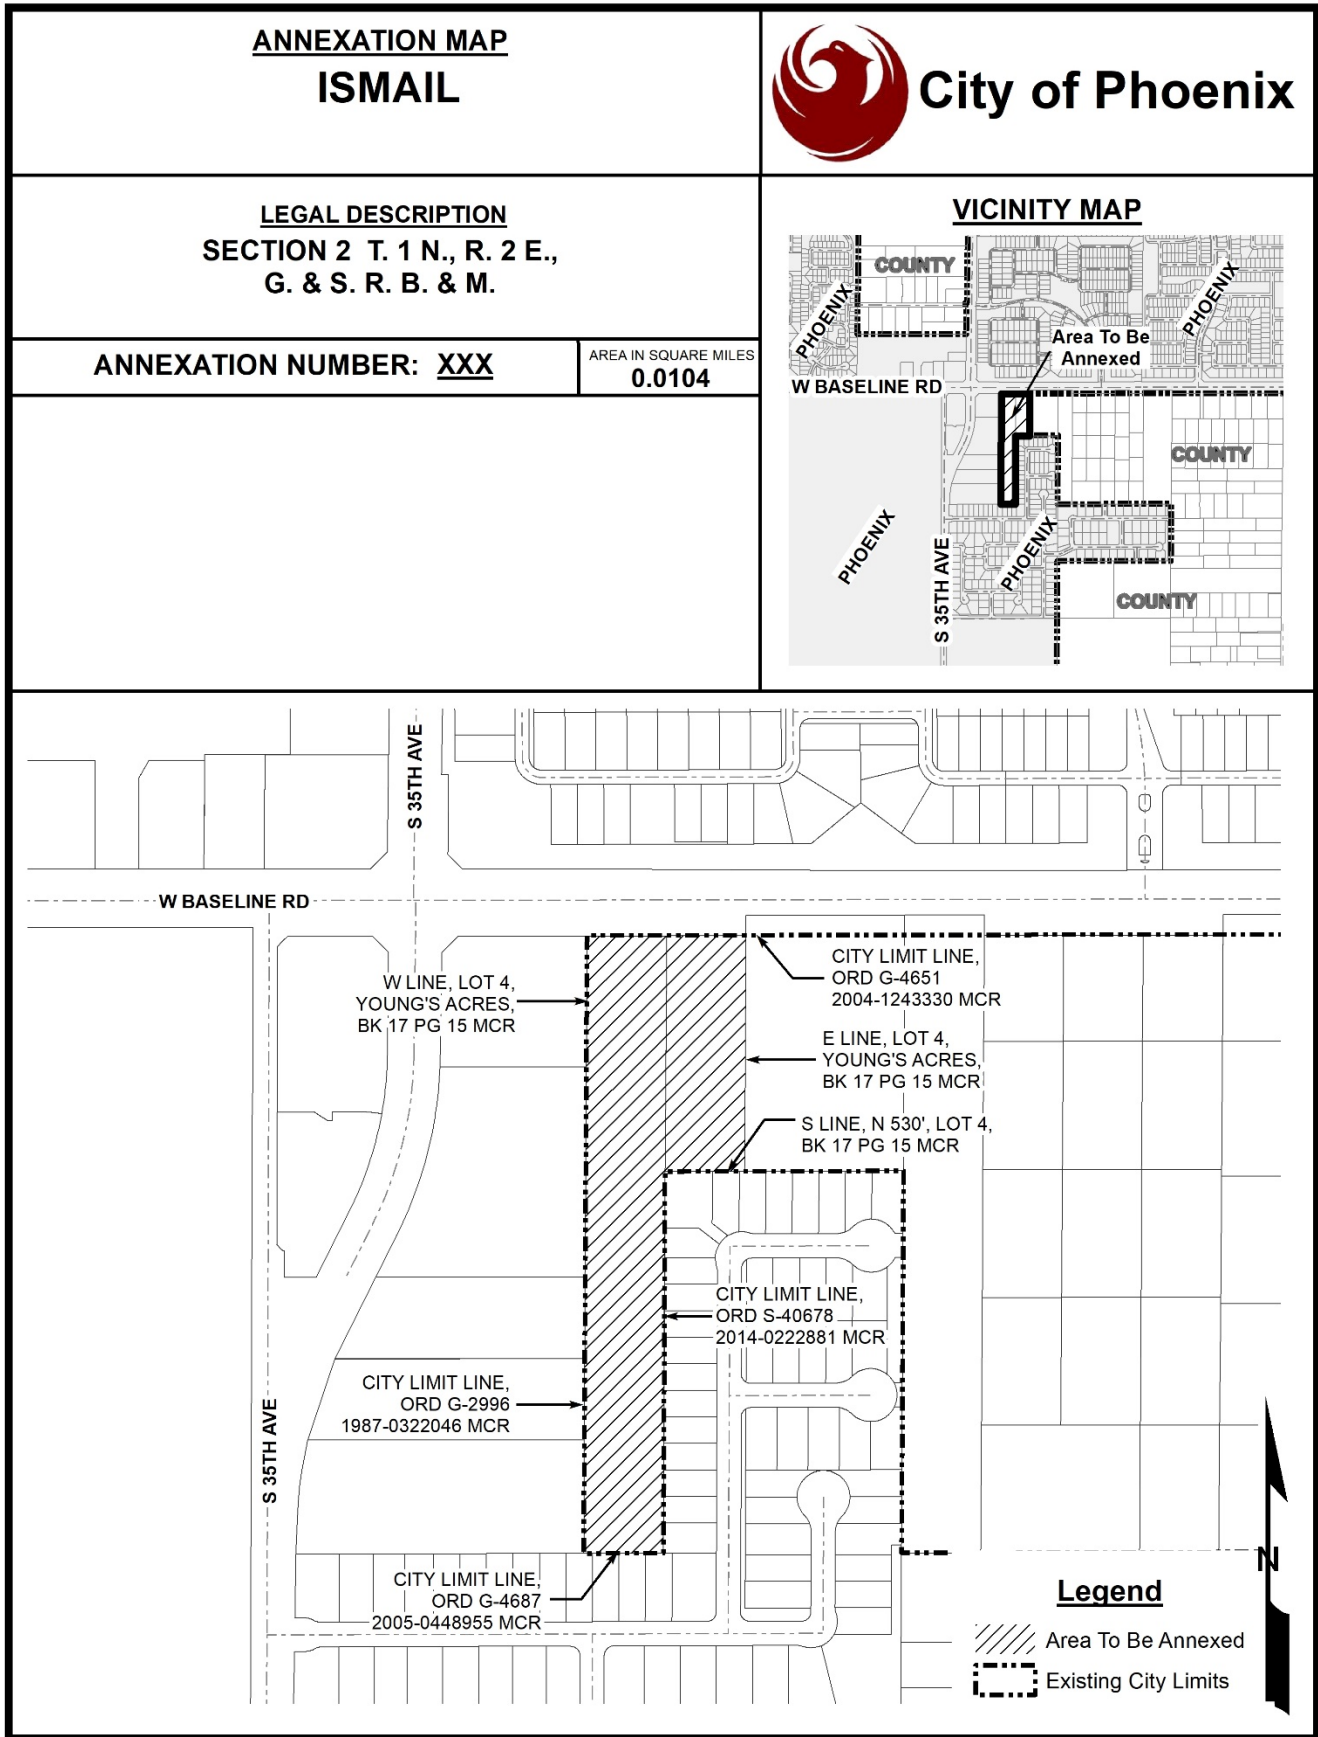 ANNEXATION MAP
ISMAIL
City of Phoenix
LEGAL DESCRIPTION
SECTION 2 T. 1 N., R. 2 E.,
G. & S. R. B. & M.
ANNEXATION NUMBER: XXX
AREA IN SQUARE MILES
0.0104
VICINITY MAP
COUNTY
PHOENIX
PHOENIX
Area To Be
Annexed
W BASELINE RD
COUNTY
PHOENIX
PHOENIX
S 35TH AVE
COUNTY
S 35TH AVE
W BASELINE RD
W LINE, LOT 4,
YOUNG'S ACRES,
BK 17 PG 15 MCR
CITY LIMIT LINE,
ORD G-4651
2004-1243330 MCR
E LINE, LOT 4,
YOUNG'S ACRES,
BK 17 PG 15 MCR
S LINE, N 530', LOT 4,
BK 17 PG 15 MCR
CITY LIMIT LINE,
ORD S-40678
2014-0222881 MCR
CITY LIMIT LINE,
ORD G-2996
1987-0322046 MCR
S 35TH AVE
CITY LIMIT LINE,
ORD G-4687
2005-0448955 MCR
N
Legend
Area To Be Annexed
Existing City Limits